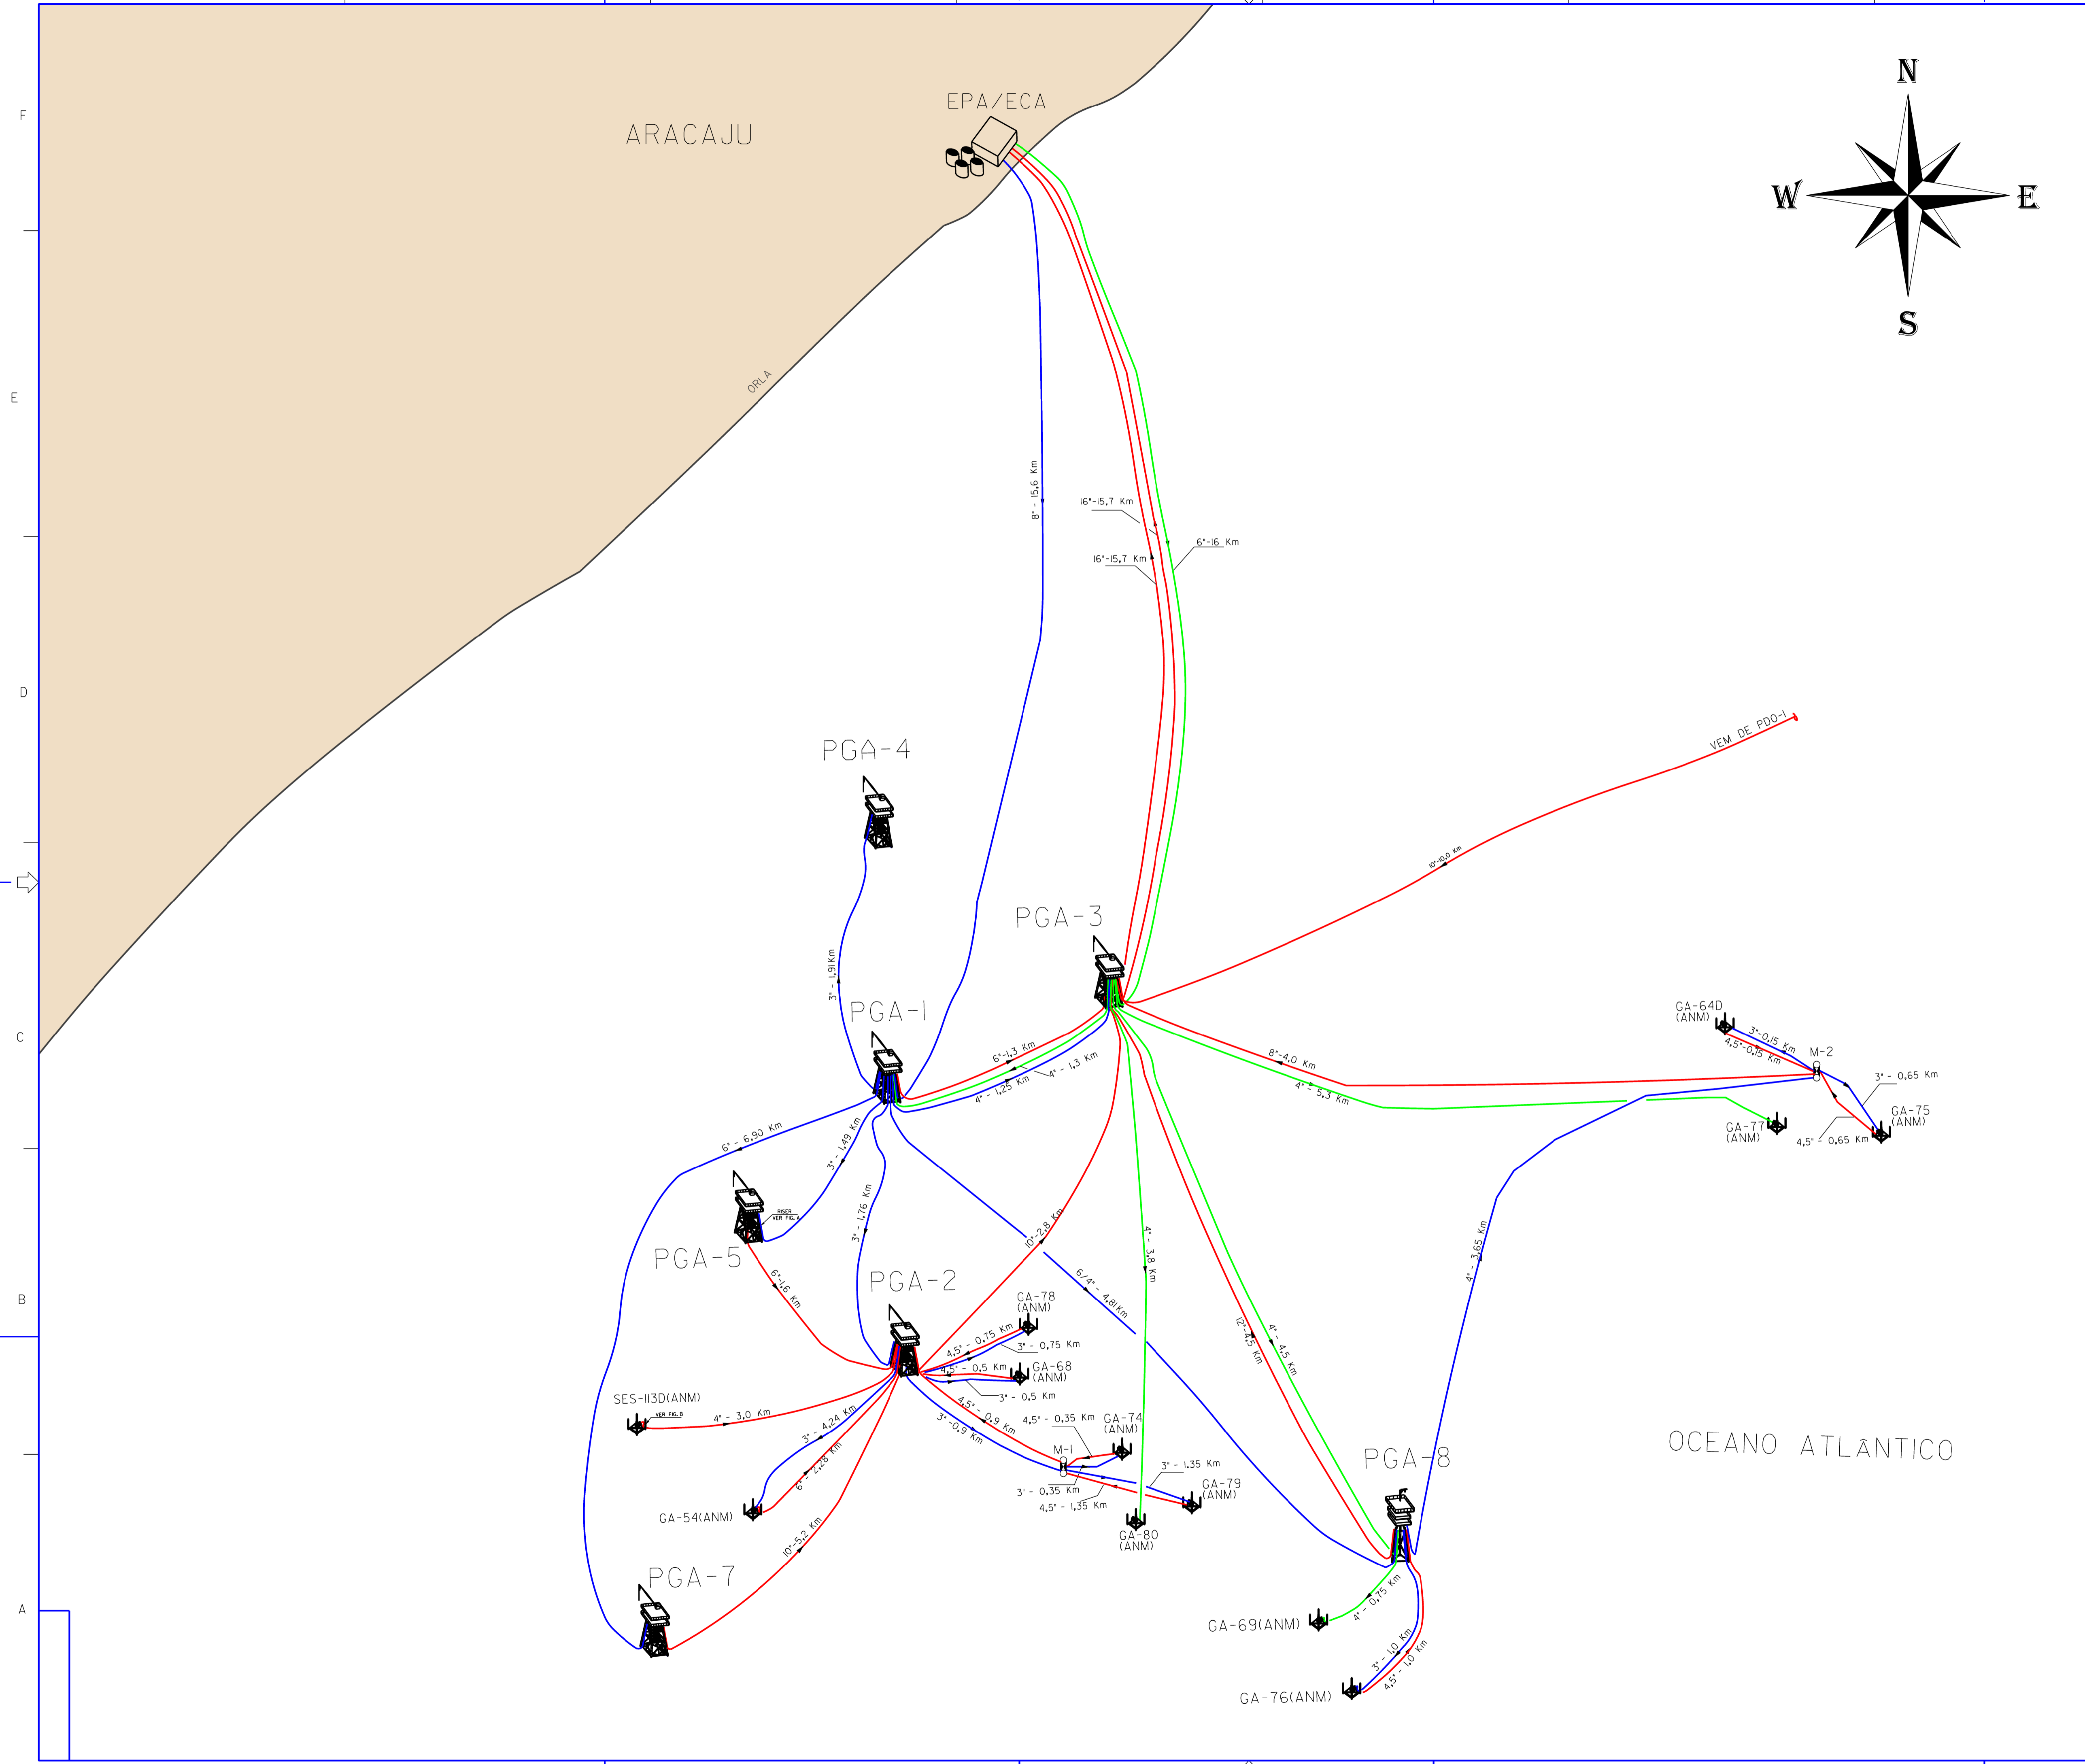 N
F
EPA/ECA
ARACAJU
W
E
S
E
ORLA
8"- 15,6 Km
16"-15,7 Km
6"-16 Km
16"-15,7 Km
D
VEM DE PDO-1
PGA-4
10"-10,0 Km
PGA-3
3"- 1,91Km
PGA-1
GA-64D
(ANM)
C
3"-0,15 Km
4,5"-0,15 Km
M-2
6"-1,3 Km
4"- 1,3 Km
4"- 1,25 Km
8"-4,0 Km
4"- 5,3 Km
3"- 0,65 Km
GA-75
(ANM)
GA-77
(ANM)
4,5"- 0,65 Km
6"- 6,90 Km
3"- 1,49 Km
3"- 1,76 Km
RISER
VER FIG. A
PGA-5
10"-2,8 Km
4"- 3,8 Km
4"- 3,65 Km
6"-1,6 Km
PGA-2
6/4"- 4,81Km
B
GA-78
(ANM)
4,5"- 0,75 Km
3"- 0,75 Km
12"-4,5 Km
4"- 4,5 Km
4,5"- 0,5 Km
GA-68
(ANM)
3"- 0,5 Km
SES-113D(ANM)
VER FIG. B
4"- 3,0 Km
3"- 4,24 Km
4,5"- 0,9 Km
3"-0,9 Km
4,5"- 0,35 Km
GA-74
(ANM)
M-1
OCEANO ATLÂNTICO
PGA-8
6"- 2,28 Km
3"- 1,35 Km
3"- 0,35 Km
GA-79
(ANM)
4,5"- 1,35 Km
GA-54(ANM)
GA-80
(ANM)
10"-5,2 Km
PGA-7
4"- 0,75 Km
A
GA-69(ANM)
3"- 1,0 Km
4,5"- 1,0 Km
GA-76(ANM)